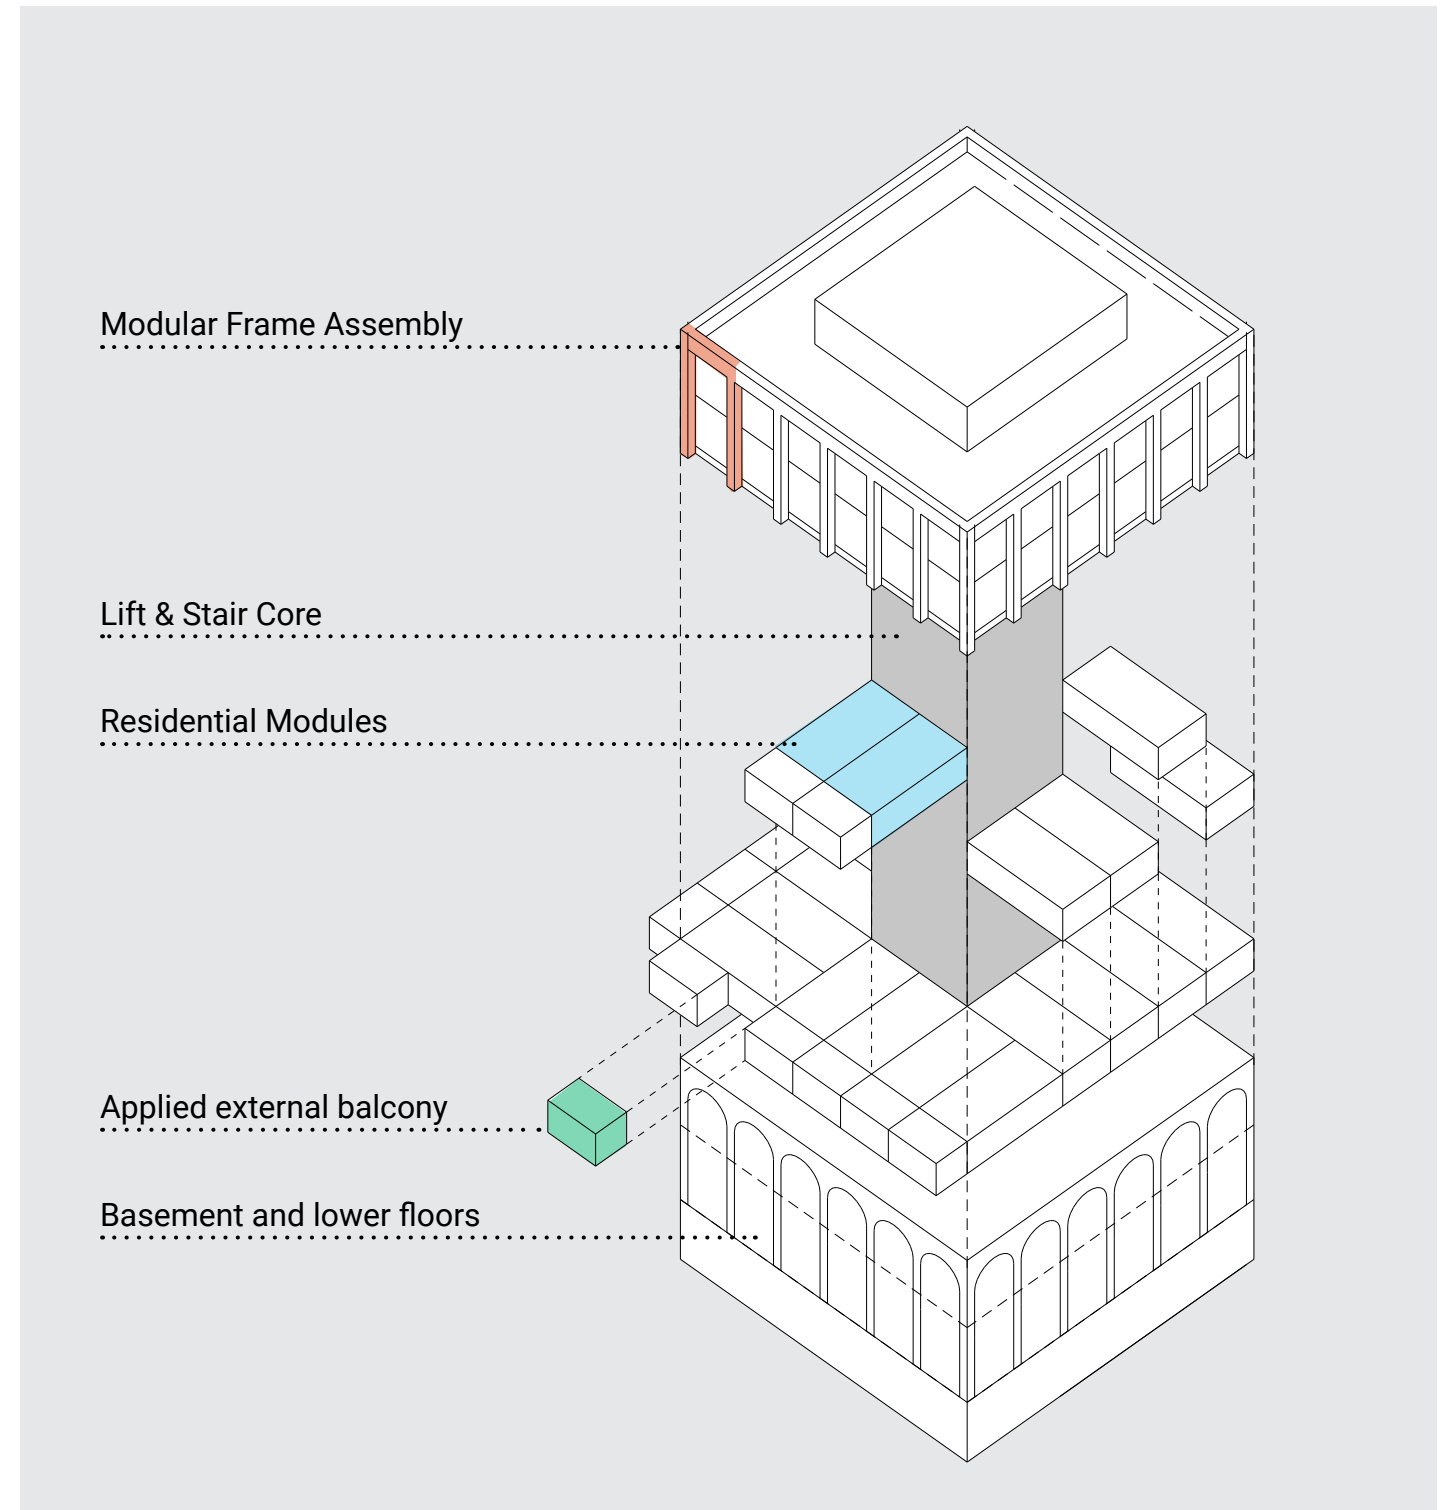 Modular Frame Assembly
Lift & Stair Core
Residential Modules
Applied external balcony
Basement and lower floors